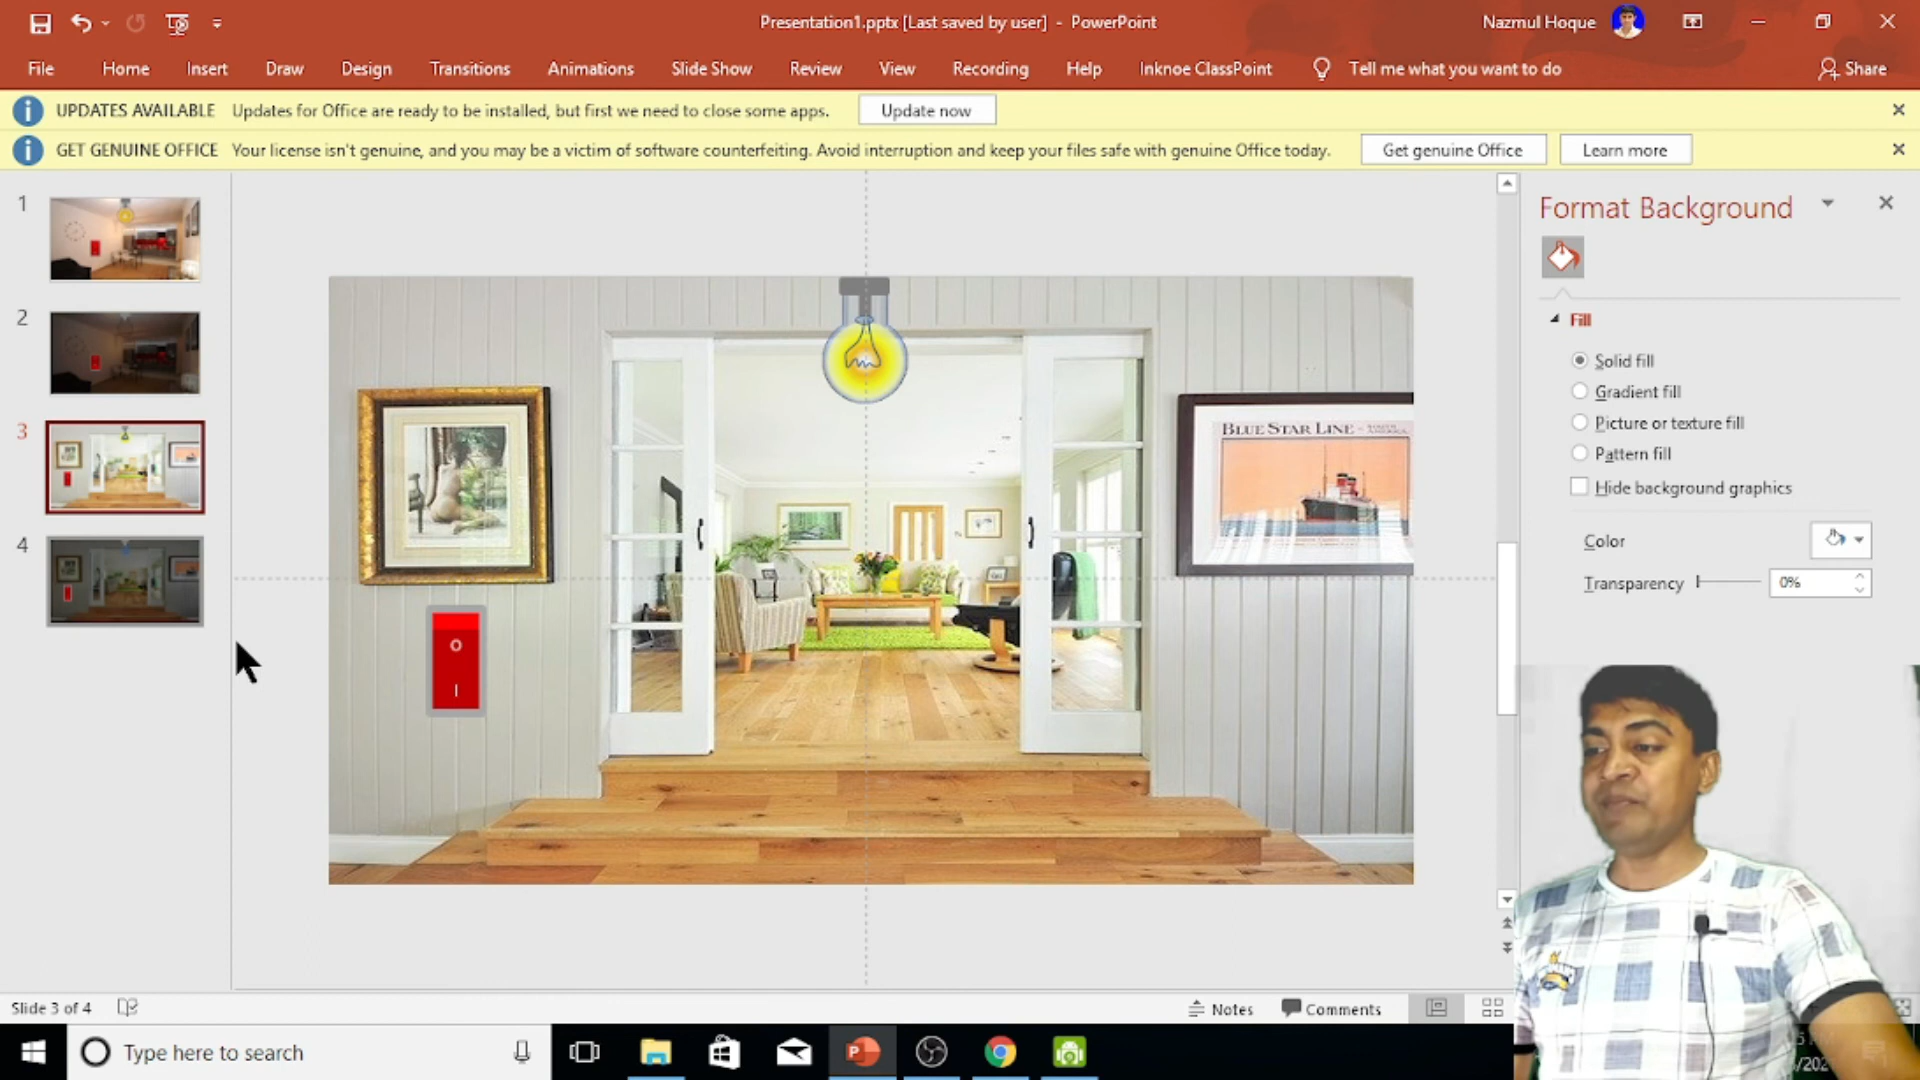 Presentation1.pptx [Last saved by user] - PowerPoint
Nazmul Hoque
File Home Insert Draw Design Transitions Animations Slide Show Review View Recording Help Inknoe ClassPoint Tell me what you want to do Share
UPDATES AVAILABLE Updates for Office are ready to be installed, but first we need to close some apps. Update now
GET GENUINE OFFICE Your license isn't genuine, and you may be a victim of software counterfeiting. Avoid interruption and keep your files safe with genuine Office today. Get genuine Office Learn more
1
2
3
4
BLUE STAR LINE
O
I
Format Background
Fill
Solid fill
Gradient fill
Picture or texture fill
Pattern fill
Hide background graphics
Color
Transparency 0%
Slide 3 of 4
Notes Comments
Type here to search